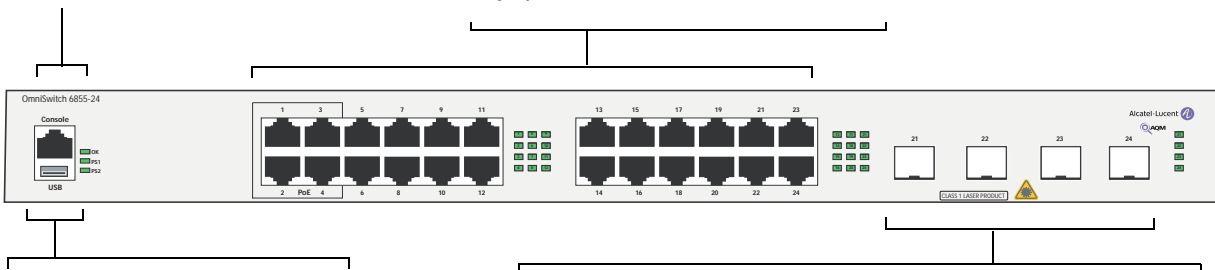 OmniSwitch 6855-24
Console
OK
PS1
PS2
USB
1 3 5 7 9 11
2 PoE 4 6 8 10 12
13 15 17 19 21 23
14 16 18 20 22 24
21 22 23 24
CLASS 1 LASER PRODUCT
Alcatel-Lucent
AQM